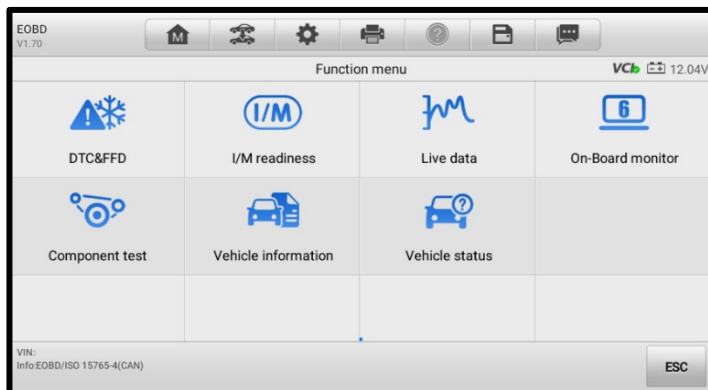 EOBD
V1.70
M
?
Function menu
VCI
12.04V
I/M
6
DTC&FFD
I/M readiness
Live data
On-Board monitor
?
Component test
Vehicle information
Vehicle status
VIN:
Info:EOBD/ISO 15765-4(CAN)
ESC